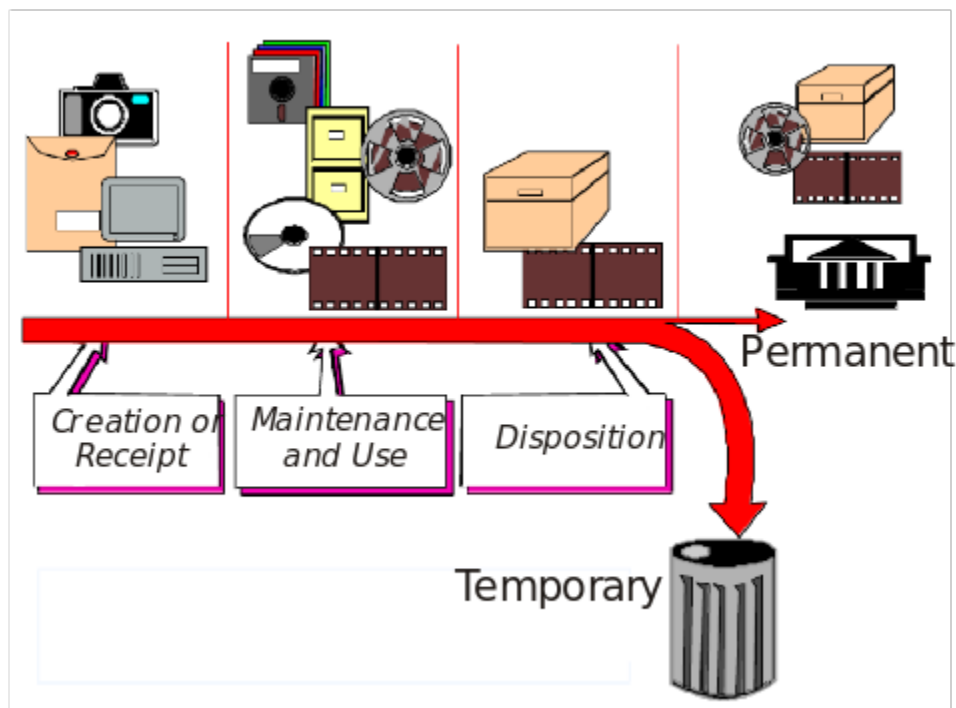 Permanent
Creation or
Receipt
Maintenance
and Use
Disposition
Temporary